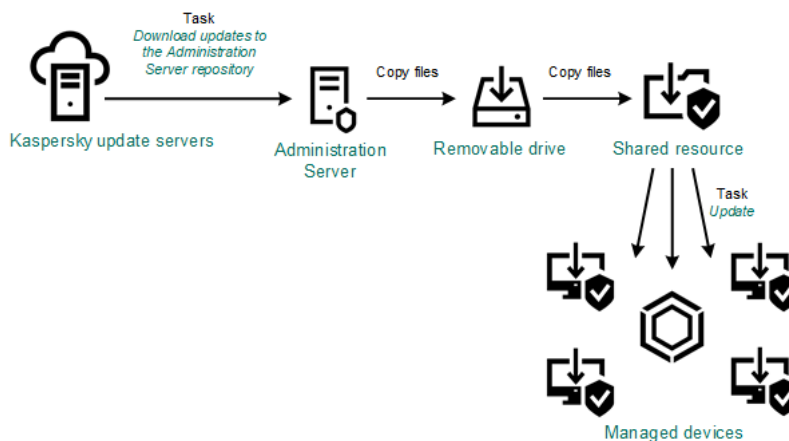 Task
Download updates to
the Administration
Server repository
Copy files
Copy files
Kaspersky update servers
Administration
Server
Removable drive
Shared resource
Task
Update
Managed devices